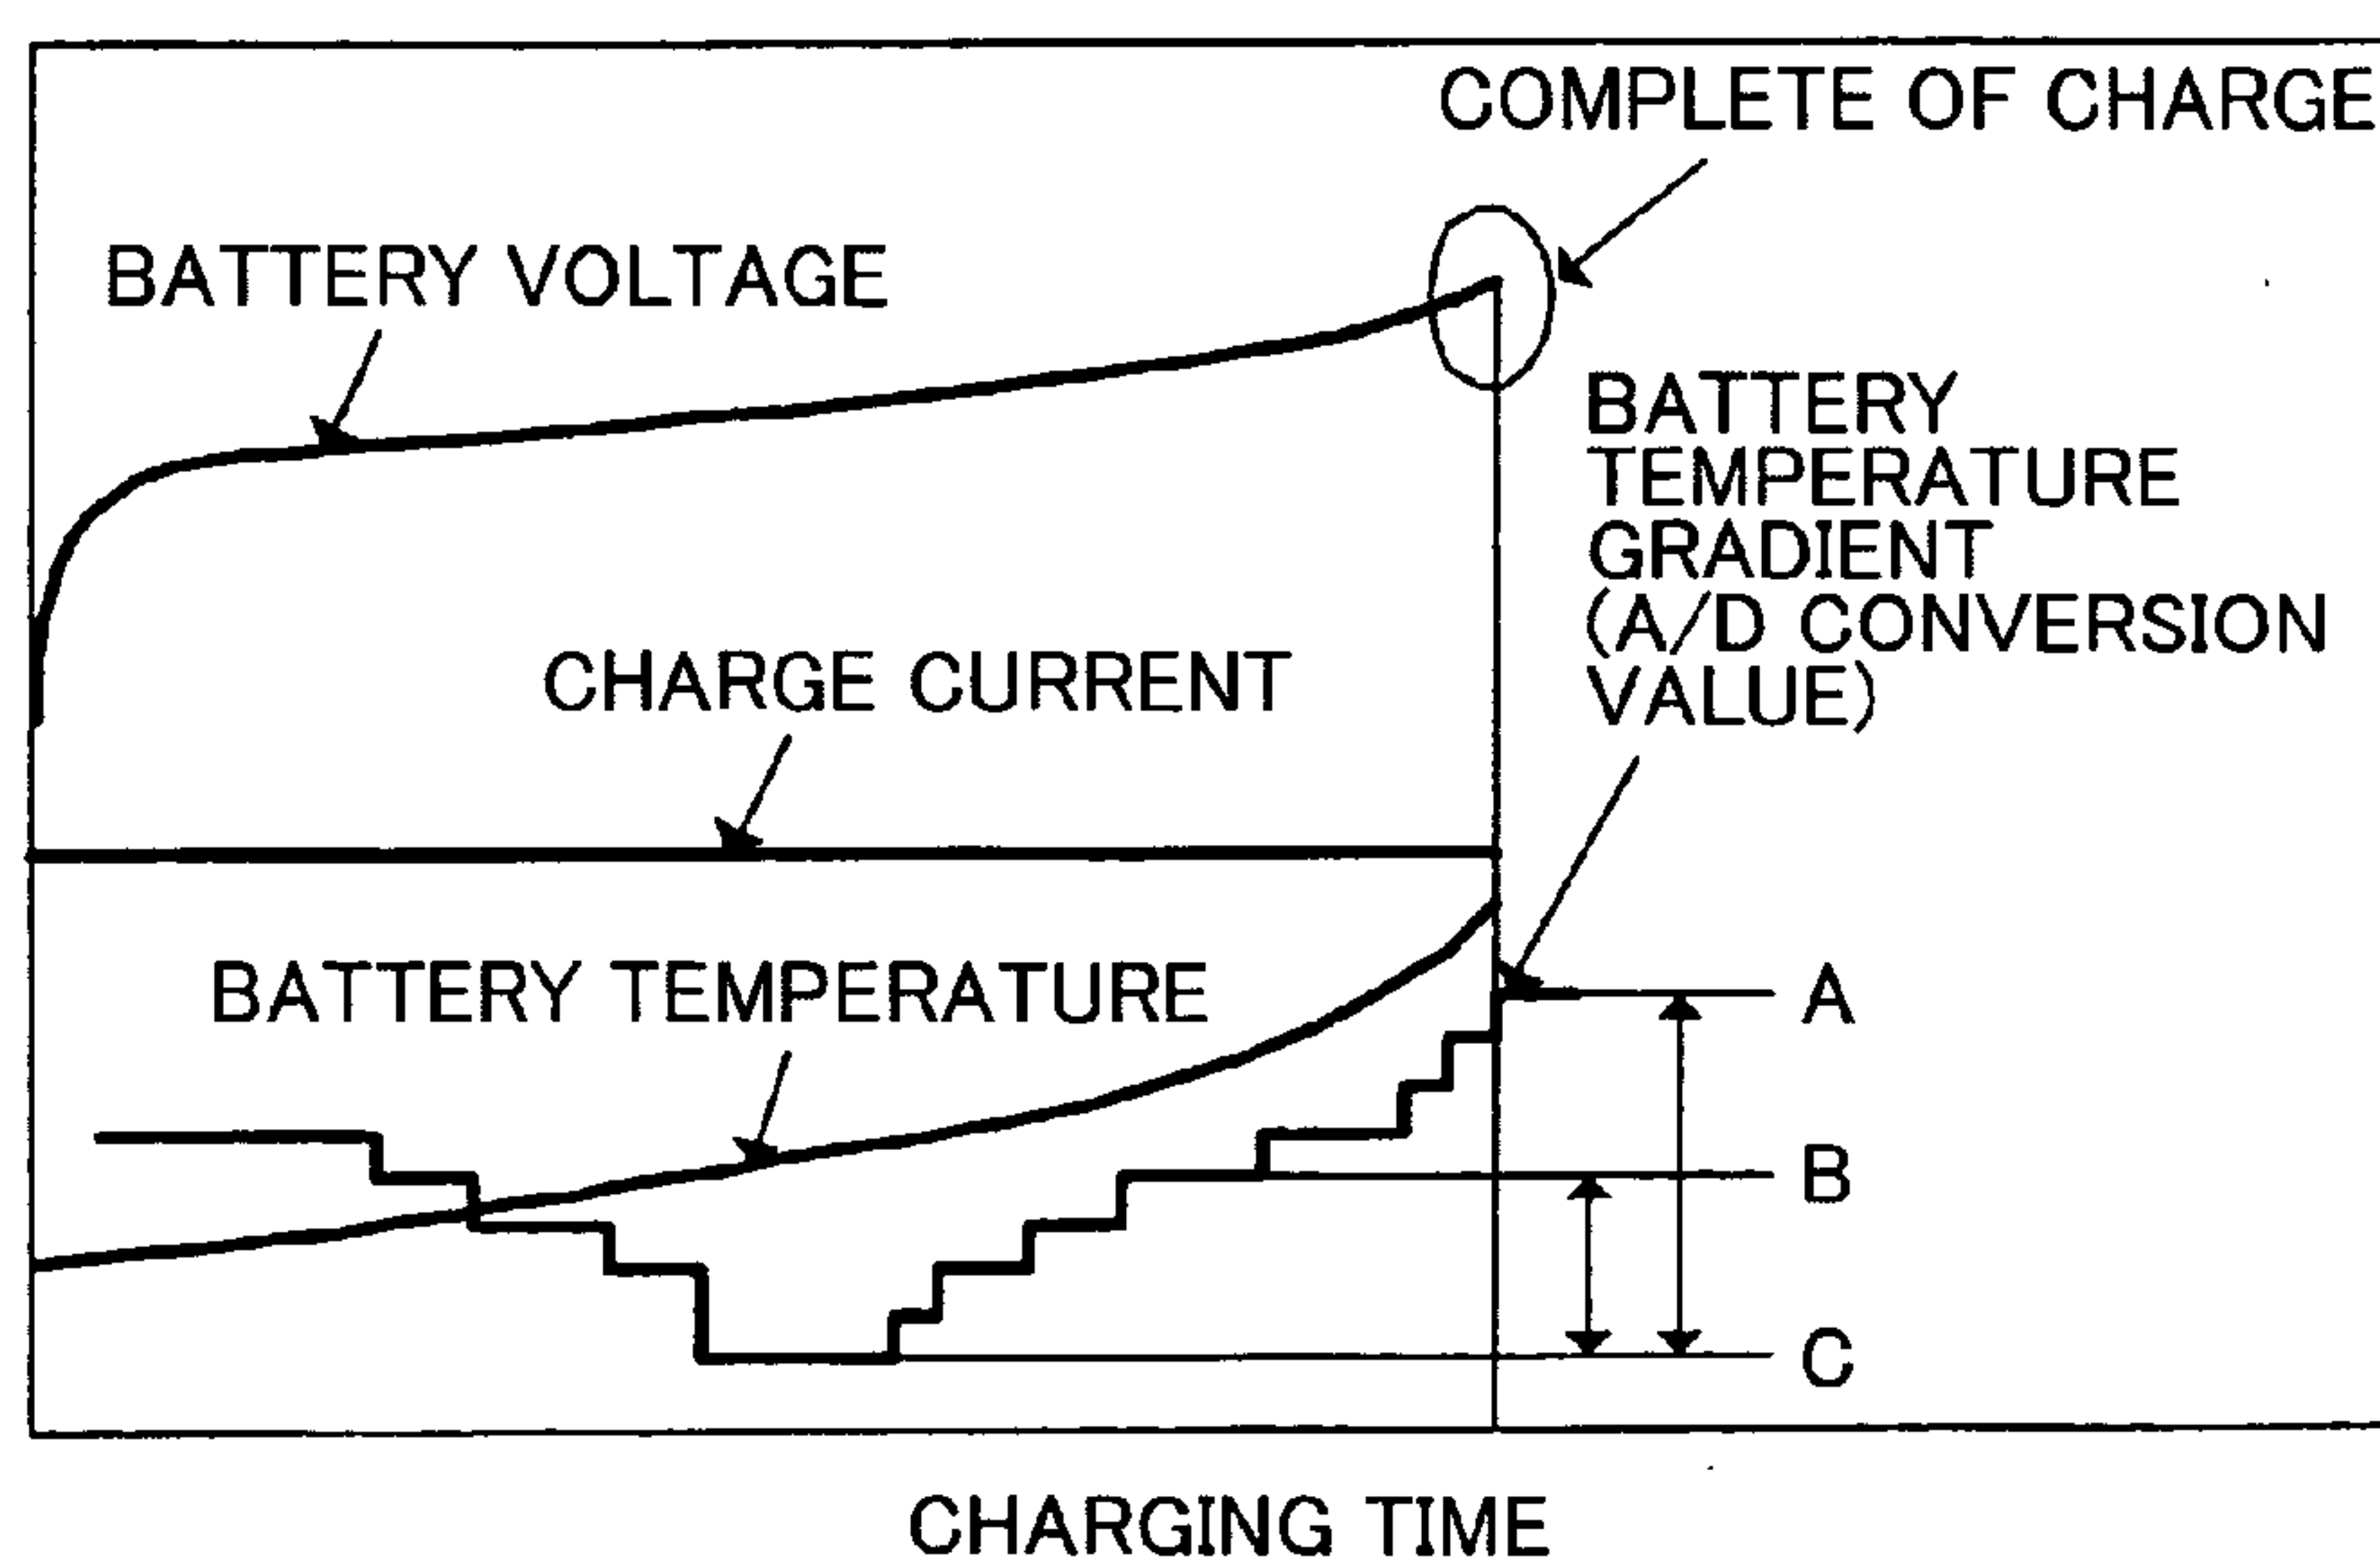 COMPLETE OF CHARGE
BATTERY VOLTAGE
BATTERY
TEMPERATURE
GRADIENT
(A/D CONVERSION
VALUE)
CHARGE CURRENT
BATTERY TEMPERATURE
A
B
C
CHARGING TIME